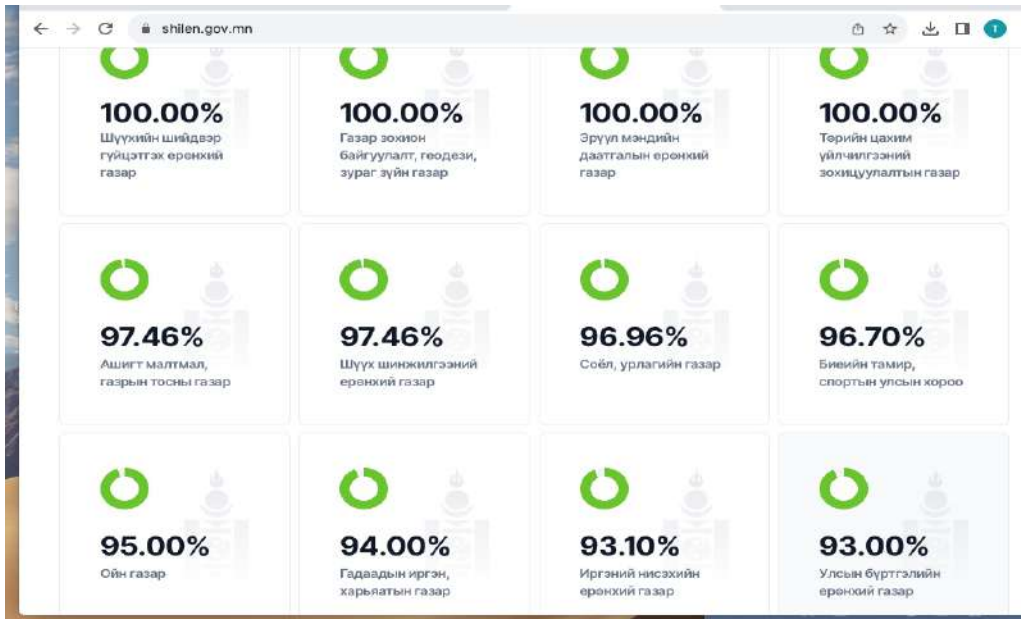 shilen.gov.mn
T
100.00%
Шүүхийн шийдвэр
гүйцэтгэх ерөнхий
газар
100.00%
Газар зохион
байгуулалт, геодези,
зураг зүйн газар
100.00%
Эрүүл мэндийн
даатгалын ерөнхий
газар
100.00%
Төрийн цахим
үйлчилгээний
зохицуулалтын газар
97.46%
Ашигт малтмал,
газрын тосны газар
97.46%
Шүүх шинжилгээний
ерөнхий газар
96.96%
Соёл, урлагийн газар
96.70%
Биеийн тамир,
спортын улсын хороо
95.00%
Ойн газар
94.00%
Гадаадын иргэн,
харьяатын газар
93.10%
Иргэний нисэхийн
ерөнхий газар
93.00%
Улсын бүртгэлийн
ерөнхий газар